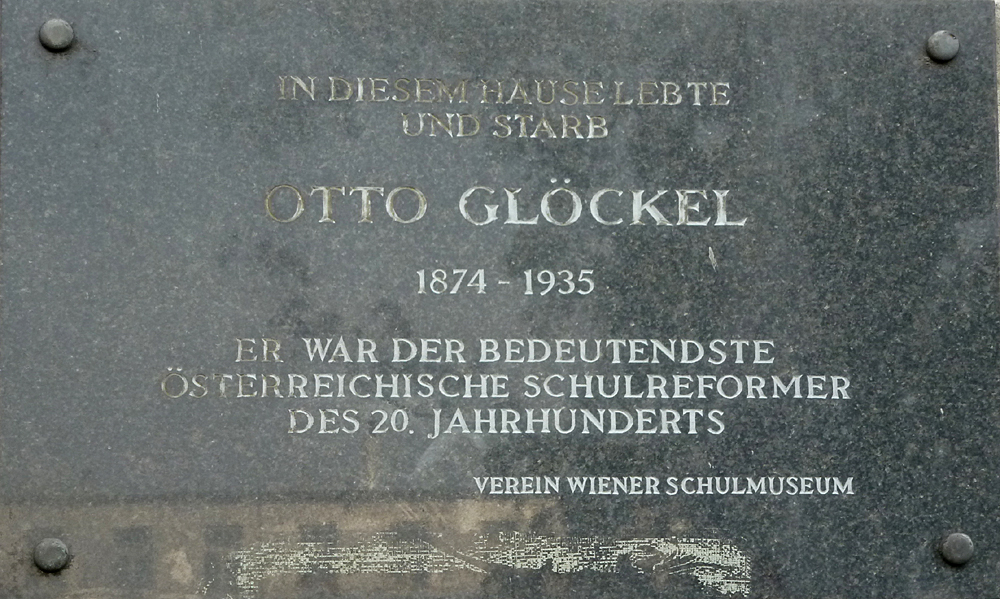 IN DIESEM HAUSE LEBTE
UND STARB
OTTO GLÖCKEL
1874 - 1935
ER WAR DER BEDEUTENDSTE
ÖSTERREICHISCHE SCHULREFORMER
DES 20. JAHRHUNDERTS
VEREIN WIENER SCHULMUSEUM